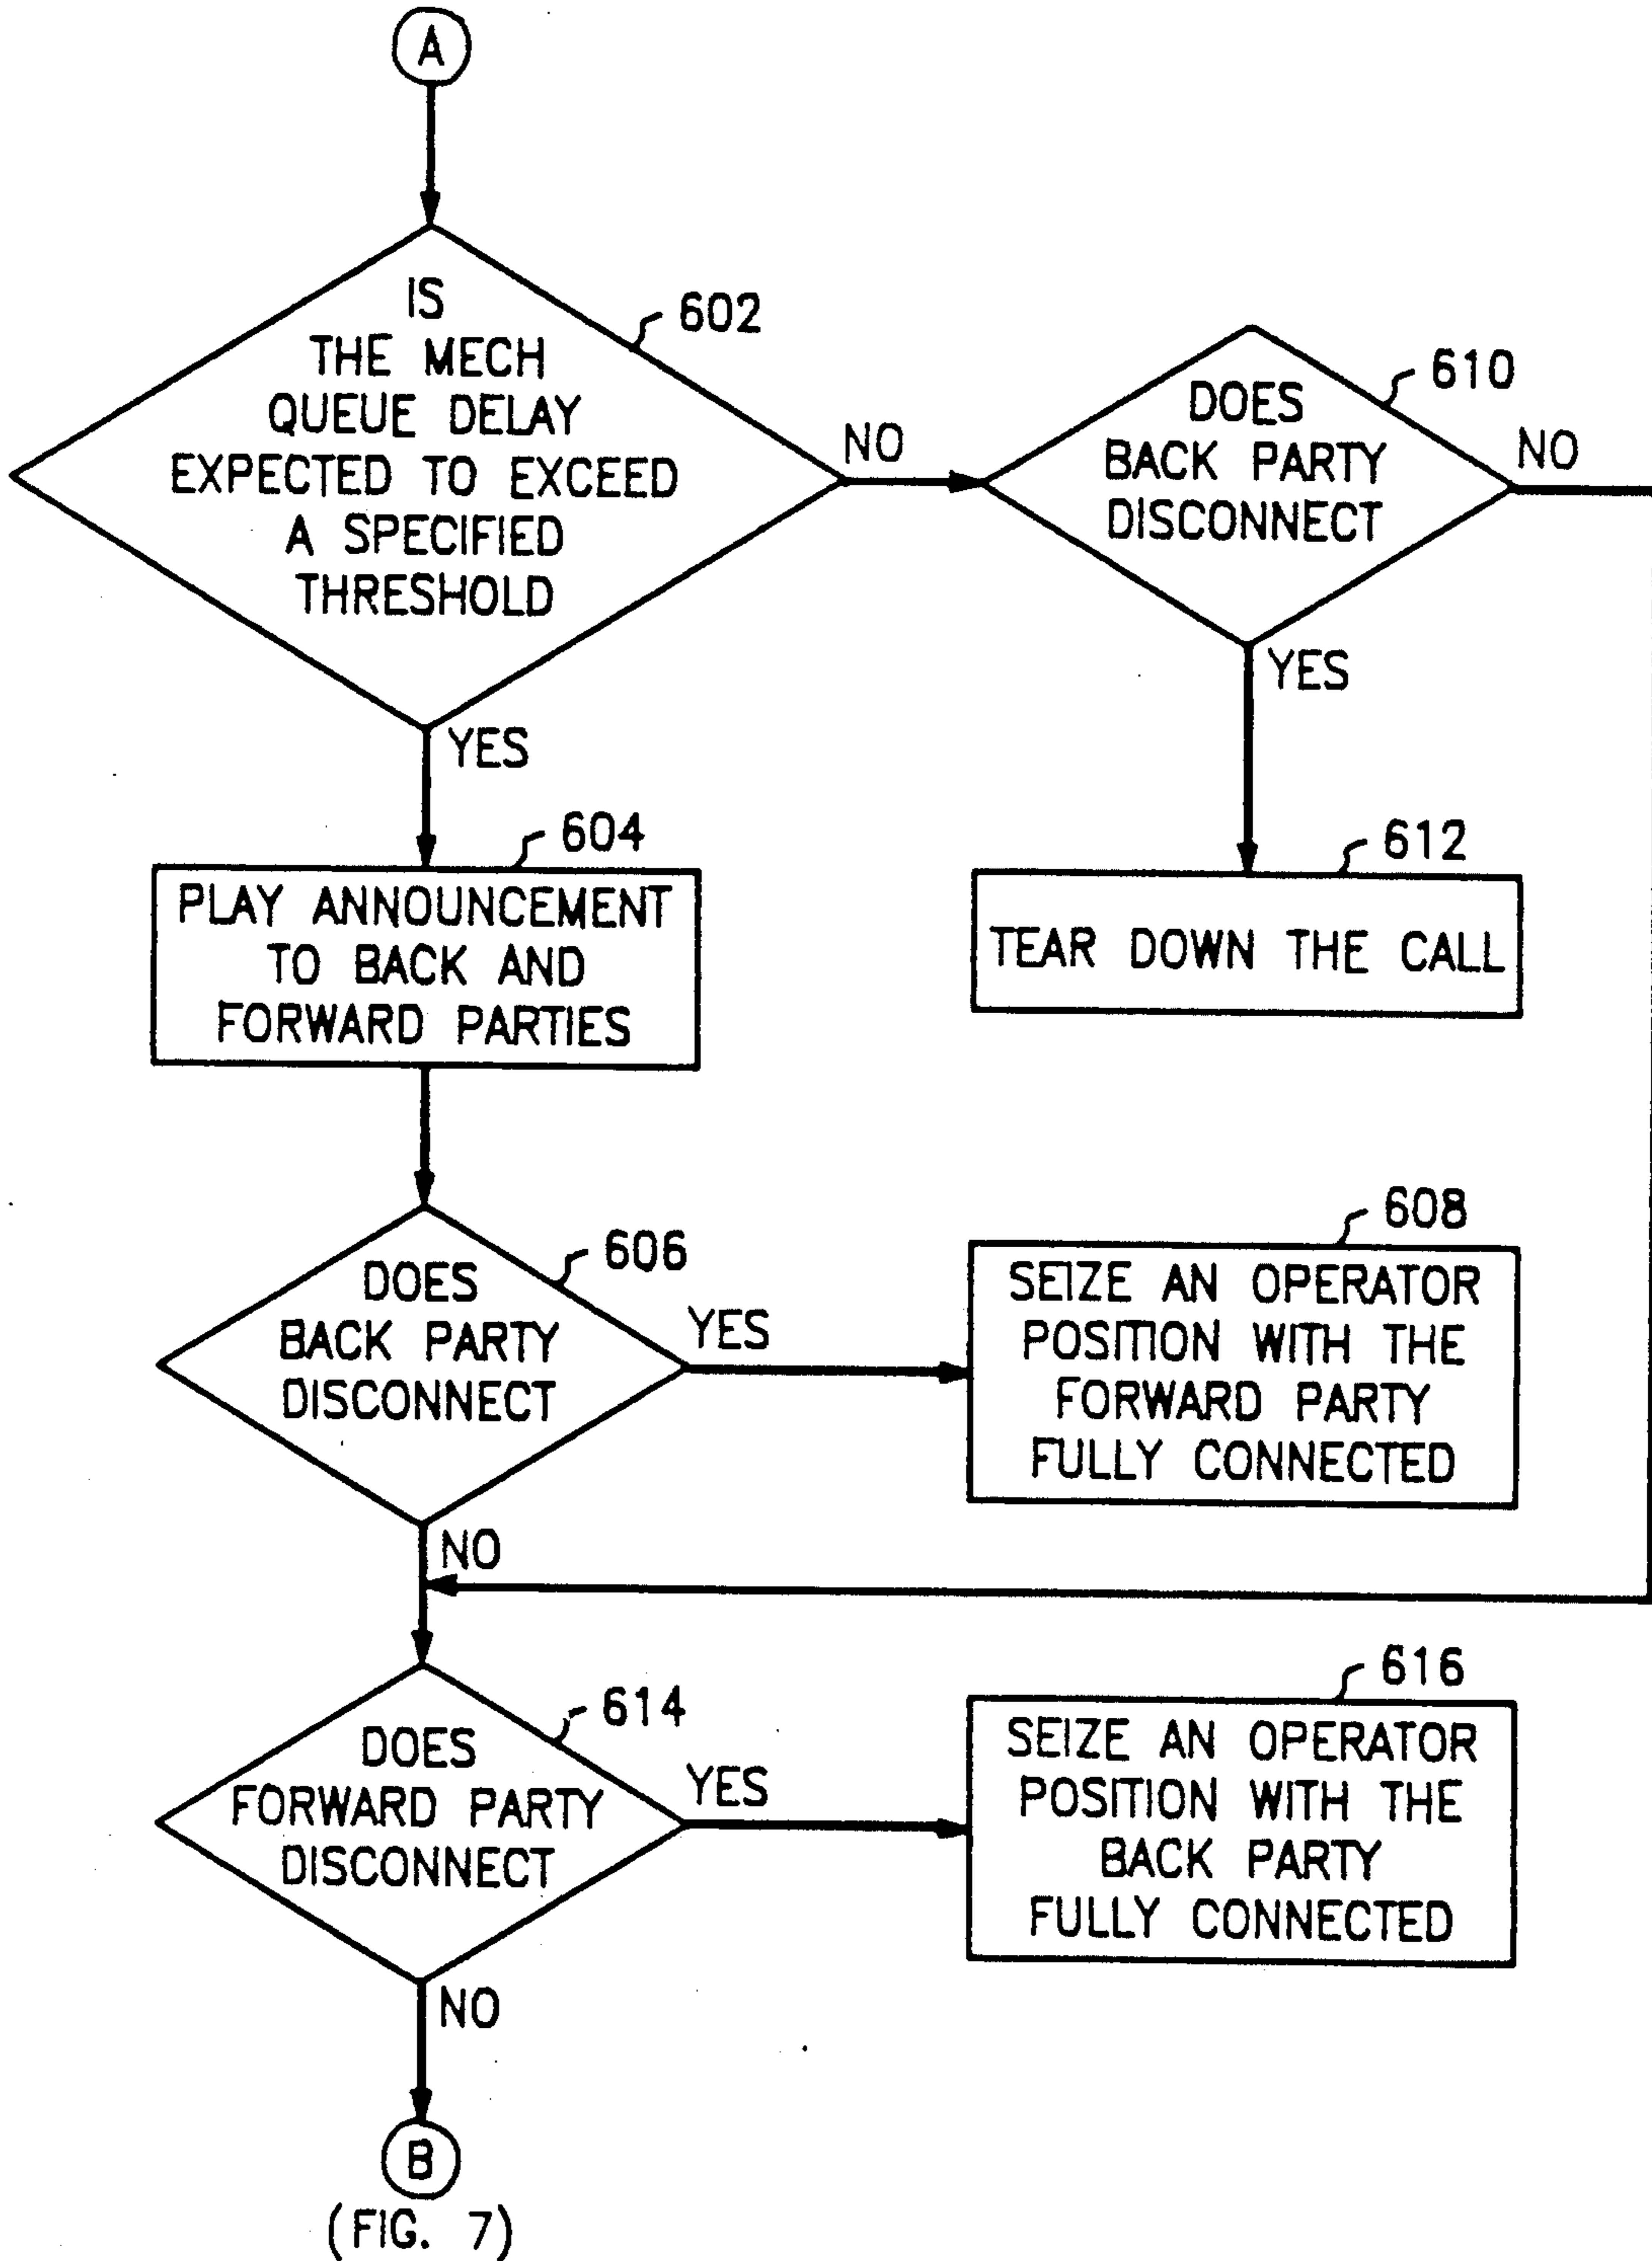 A
IS
THE MECH
QUEUE DELAY
EXPECTED TO EXCEED
A SPECIFIED
THRESHOLD
602
NO
YES
DOES
BACK PARTY
DISCONNECT
610
NO
YES
604
PLAY ANNOUNCEMENT
TO BACK AND
FORWARD PARTIES
612
TEAR DOWN THE CALL
DOES
BACK PARTY
DISCONNECT
606
YES
NO
608
SEIZE AN OPERATOR
POSITION WITH THE
FORWARD PARTY
FULLY CONNECTED
DOES
FORWARD PARTY
DISCONNECT
614
YES
NO
616
SEIZE AN OPERATOR
POSITION WITH THE
BACK PARTY
FULLY CONNECTED
B
(FIG. 7)